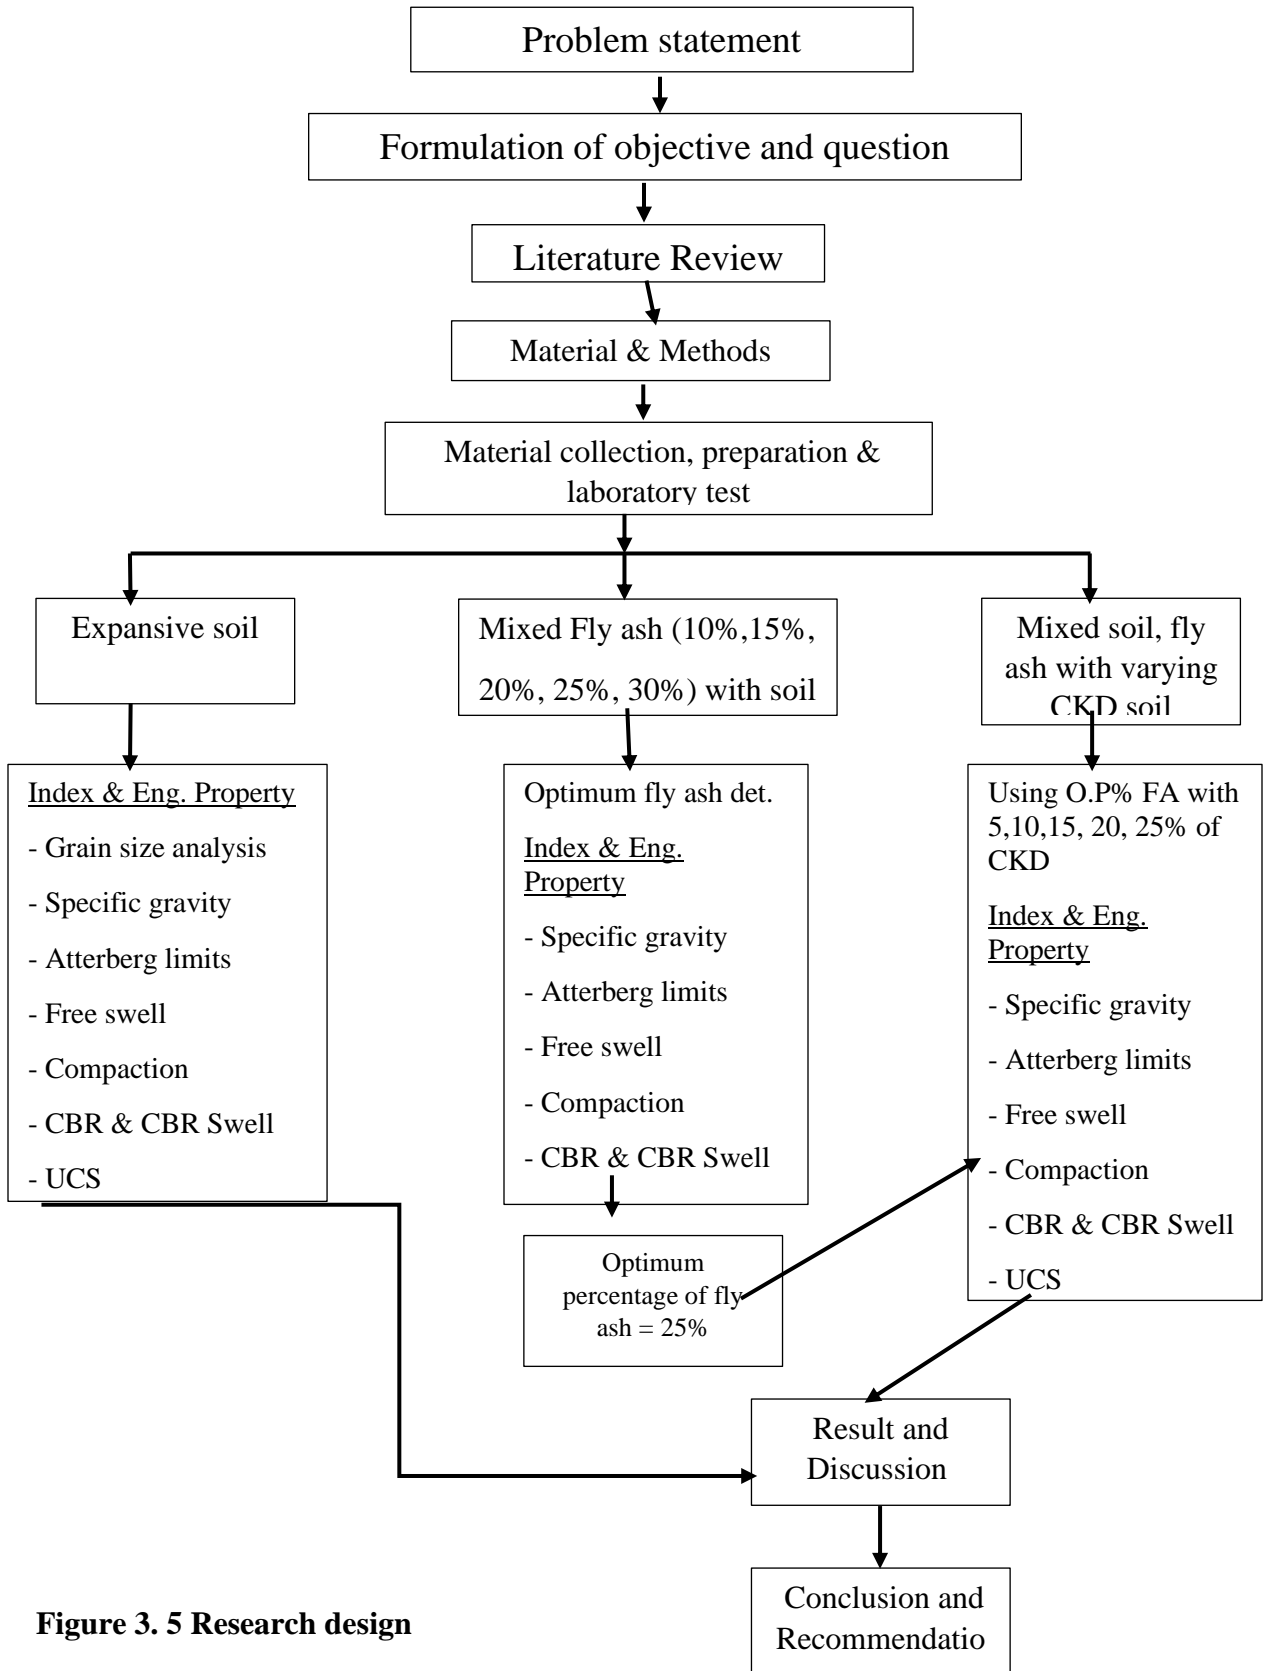 Problem statement
Formulation of objective and question
Literature Review
Material & Methods
Material collection, preparation &
laboratory test
Expansive soil
Mixed Fly ash (10%,15%,
20%, 25%, 30%) with soil
Mixed soil, fly
ash with varying
CKD soil
Index & Eng. Property
- Grain size analysis
- Specific gravity
- Atterberg limits
- Free swell
- Compaction
- CBR & CBR Swell
- UCS
Optimum fly ash det.
Index & Eng.
Property
- Specific gravity
- Atterberg limits
- Free swell
- Compaction
- CBR & CBR Swell
Optimum
percentage of fly
ash = 25%
Using O.P% FA with
5,10,15, 20, 25% of
CKD
Index & Eng.
Property
- Specific gravity
- Atterberg limits
- Free swell
- Compaction
- CBR & CBR Swell
- UCS
Result and
Discussion
Conclusion and
Recommendatio
Figure 3. 5 Research design